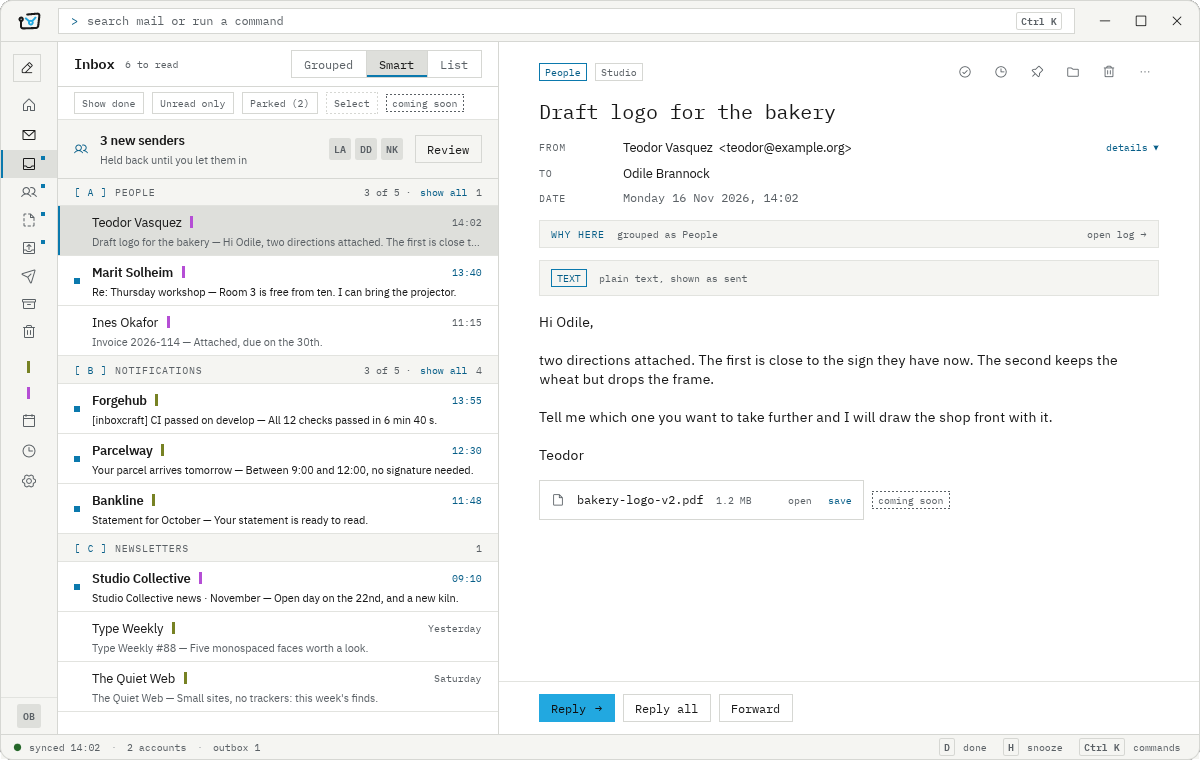 > search mail or run a command Ctrl K
Inbox 6 to read Grouped Smart List
Show done Unread only Parked (2) Select coming soon
3 new senders
Held back until you let them in
LA DD NK Review
[ A ] PEOPLE 3 of 5 · show all 1
Teodor Vasquez 14:02
Draft logo for the bakery — Hi Odile, two directions attached. The first is close t…
Marit Solheim 13:40
Re: Thursday workshop — Room 3 is free from ten. I can bring the projector.
Ines Okafor 11:15
Invoice 2026-114 — Attached, due on the 30th.
[ B ] NOTIFICATIONS 3 of 5 · show all 4
Forgehub 13:55
[inboxcraft] CI passed on develop — All 12 checks passed in 6 min 40 s.
Parcelway 12:30
Your parcel arrives tomorrow — Between 9:00 and 12:00, no signature needed.
Bankline 11:48
Statement for October — Your statement is ready to read.
[ C ] NEWSLETTERS 1
Studio Collective 09:10
Studio Collective news · November — Open day on the 22nd, and a new kiln.
Type Weekly Yesterday
Type Weekly #88 — Five monospaced faces worth a look.
The Quiet Web Saturday
The Quiet Web — Small sites, no trackers: this week's finds.
People Studio
Draft logo for the bakery
FROM Teodor Vasquez <teodor@example.org> details ▾
TO Odile Brannock
DATE Monday 16 Nov 2026, 14:02
WHY HERE grouped as People open log →
TEXT plain text, shown as sent
Hi Odile,
two directions attached. The first is close to the sign they have now. The second keeps the
wheat but drops the frame.
Tell me which one you want to take further and I will draw the shop front with it.
Teodor
bakery-logo-v2.pdf 1.2 MB open save coming soon
Reply → Reply all Forward
OB
synced 14:02 · 2 accounts · outbox 1 D done H snooze Ctrl K commands